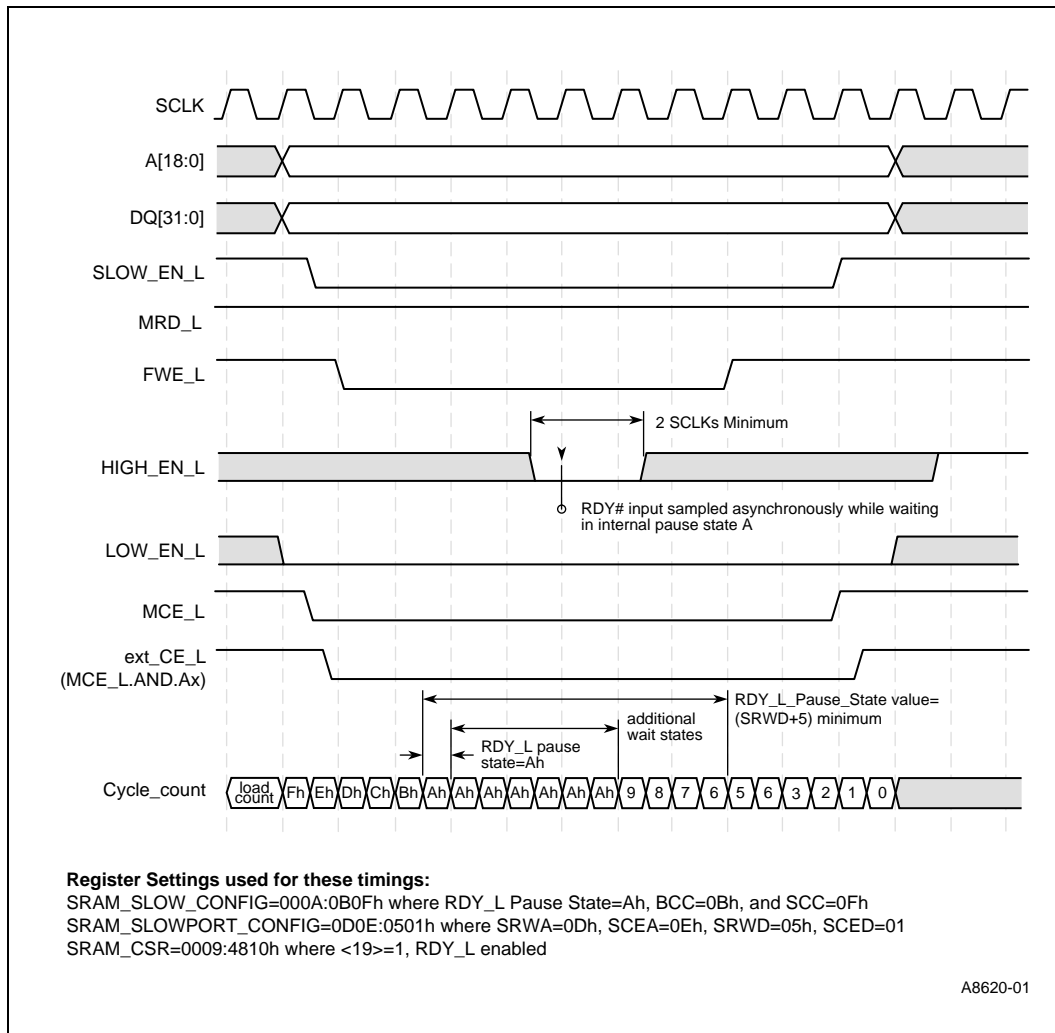 SCLK
A[18:0]
DQ[31:0]
SLOW_EN_L
MRD_L
FWE_L
2 SCLKs Minimum
HIGH_EN_L
RDY# input sampled asynchronously while waiting
in internal pause state A
LOW_EN_L
MCE_L
ext_CE_L
(MCE_L.AND.Ax)
RDY_L_Pause_State value=
(SRWD+5) minimum
additional
wait states
RDY_L pause
state=Ah
Cycle_count
load
count
Fh Eh Dh Ch Bh Ah Ah Ah Ah Ah Ah Ah 9 8 7 6 5 6 3 2 1 0
Register Settings used for these timings:
SRAM_SLOW_CONFIG=000A:0B0Fh where RDY_L Pause State=Ah, BCC=0Bh, and SCC=0Fh
SRAM_SLOWPORT_CONFIG=0D0E:0501h where SRWA=0Dh, SCEA=0Eh, SRWD=05h, SCED=01
SRAM_CSR=0009:4810h where <19>=1, RDY_L enabled
A8620-01